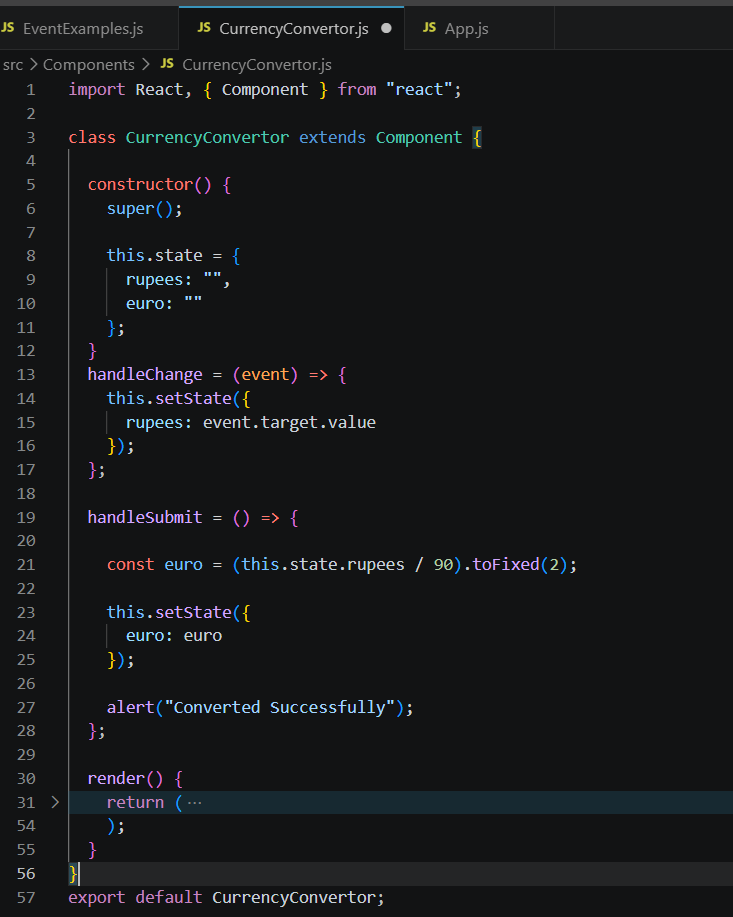 JS EventExamples.js JS CurrencyConvertor.js ● JS App.js
src > Components > JS CurrencyConvertor.js
1 import React, { Component } from "react";
2
3 class CurrencyConvertor extends Component {
4
5   constructor() {
6     super();
7
8     this.state = {
9       rupees: "",
10       euro: ""
11     };
12   }
13   handleChange = (event) => {
14     this.setState({
15       rupees: event.target.value
16     });
17   };
18
19   handleSubmit = () => {
20
21     const euro = (this.state.rupees / 90).toFixed(2);
22
23     this.setState({
24       euro: euro
25     });
26
27     alert("Converted Successfully");
28   };
29
30   render() {
31 >     return ( ···
54     );
55   }
56 }
57 export default CurrencyConvertor;